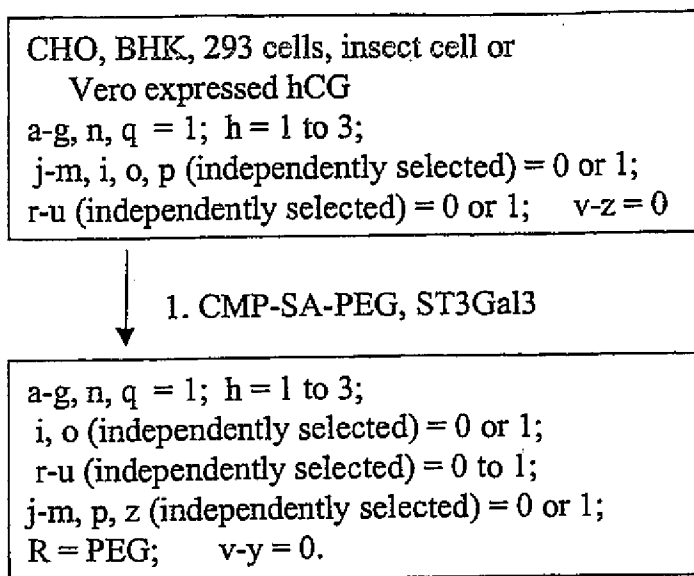 CHO, BHK, 293 cells, insect cell or
Vero expressed hCG
a-g, n, q = 1; h = 1 to 3;
j-m, i, o, p (independently selected) = 0 or 1;
r-u (independently selected) = 0 or 1; v-z = 0
1. CMP-SA-PEG, ST3Gal3
a-g, n, q = 1; h = 1 to 3;
i, o (independently selected) = 0 or 1;
r-u (independently selected) = 0 to 1;
j-m, p, z (independently selected) = 0 or 1;
R = PEG; v-y = 0.